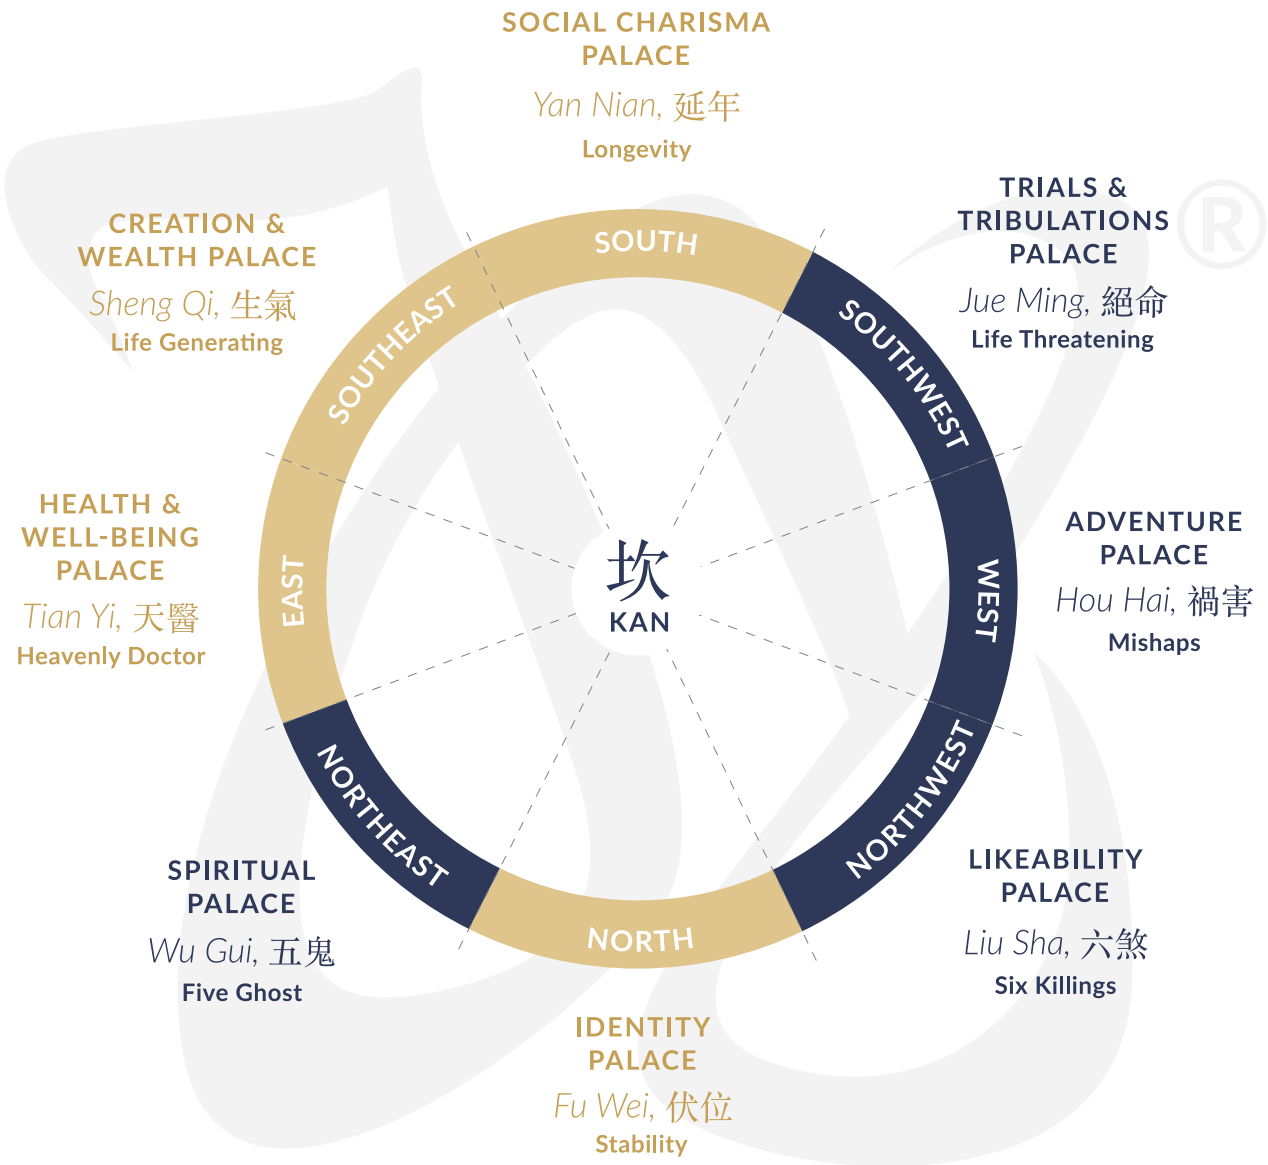 SOCIAL CHARISMA
PALACE
Yan Nian, 延年
Longevity
CREATION &
WEALTH PALACE
Sheng Qi, 生氣
Life Generating
TRIALS &
TRIBULATIONS
PALACE
Jue Ming, 絕命
Life Threatening
®
SOUTH
SOUTHEAST
SOUTHWEST
HEALTH &
WELL-BEING
PALACE
Tian Yi, 天醫
Heavenly Doctor
EAST
坎
KAN
WEST
ADVENTURE
PALACE
Hou Hai, 禍害
Mishaps
NORTHEAST
NORTH
NORTHWEST
SPIRITUAL
PALACE
Wu Gui, 五鬼
Five Ghost
LIKEABILITY
PALACE
Liu Sha, 六煞
Six Killings
IDENTITY
PALACE
Fu Wei, 伏位
Stability